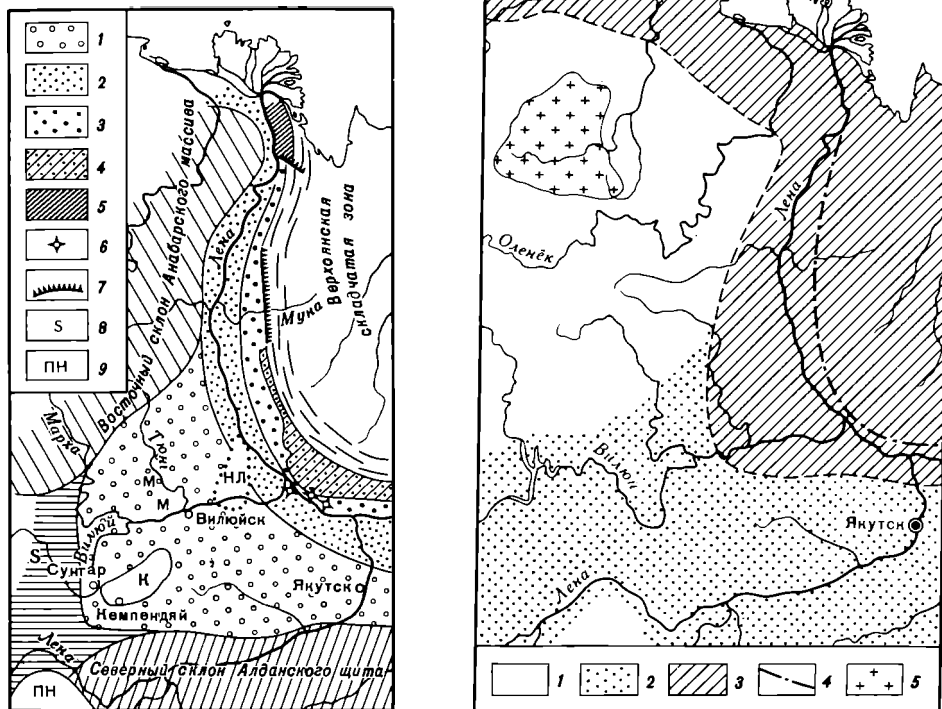 1
2
3
4
5
6
7
S 8
ПН 9
Восточный склон Анабарского массива
Лена
Муна
Верхоянская
складчатая зона
Марха
Тюнг
М
М
НЛ
Вилюй
Вилюйск
S
Сунтар
К
Кемпендяй
Якутск
Лена
Северный склон Алданского щита
ПН
Лена
Оленёк
Вилюй
Якутск
Лена
1 2 3 4 5